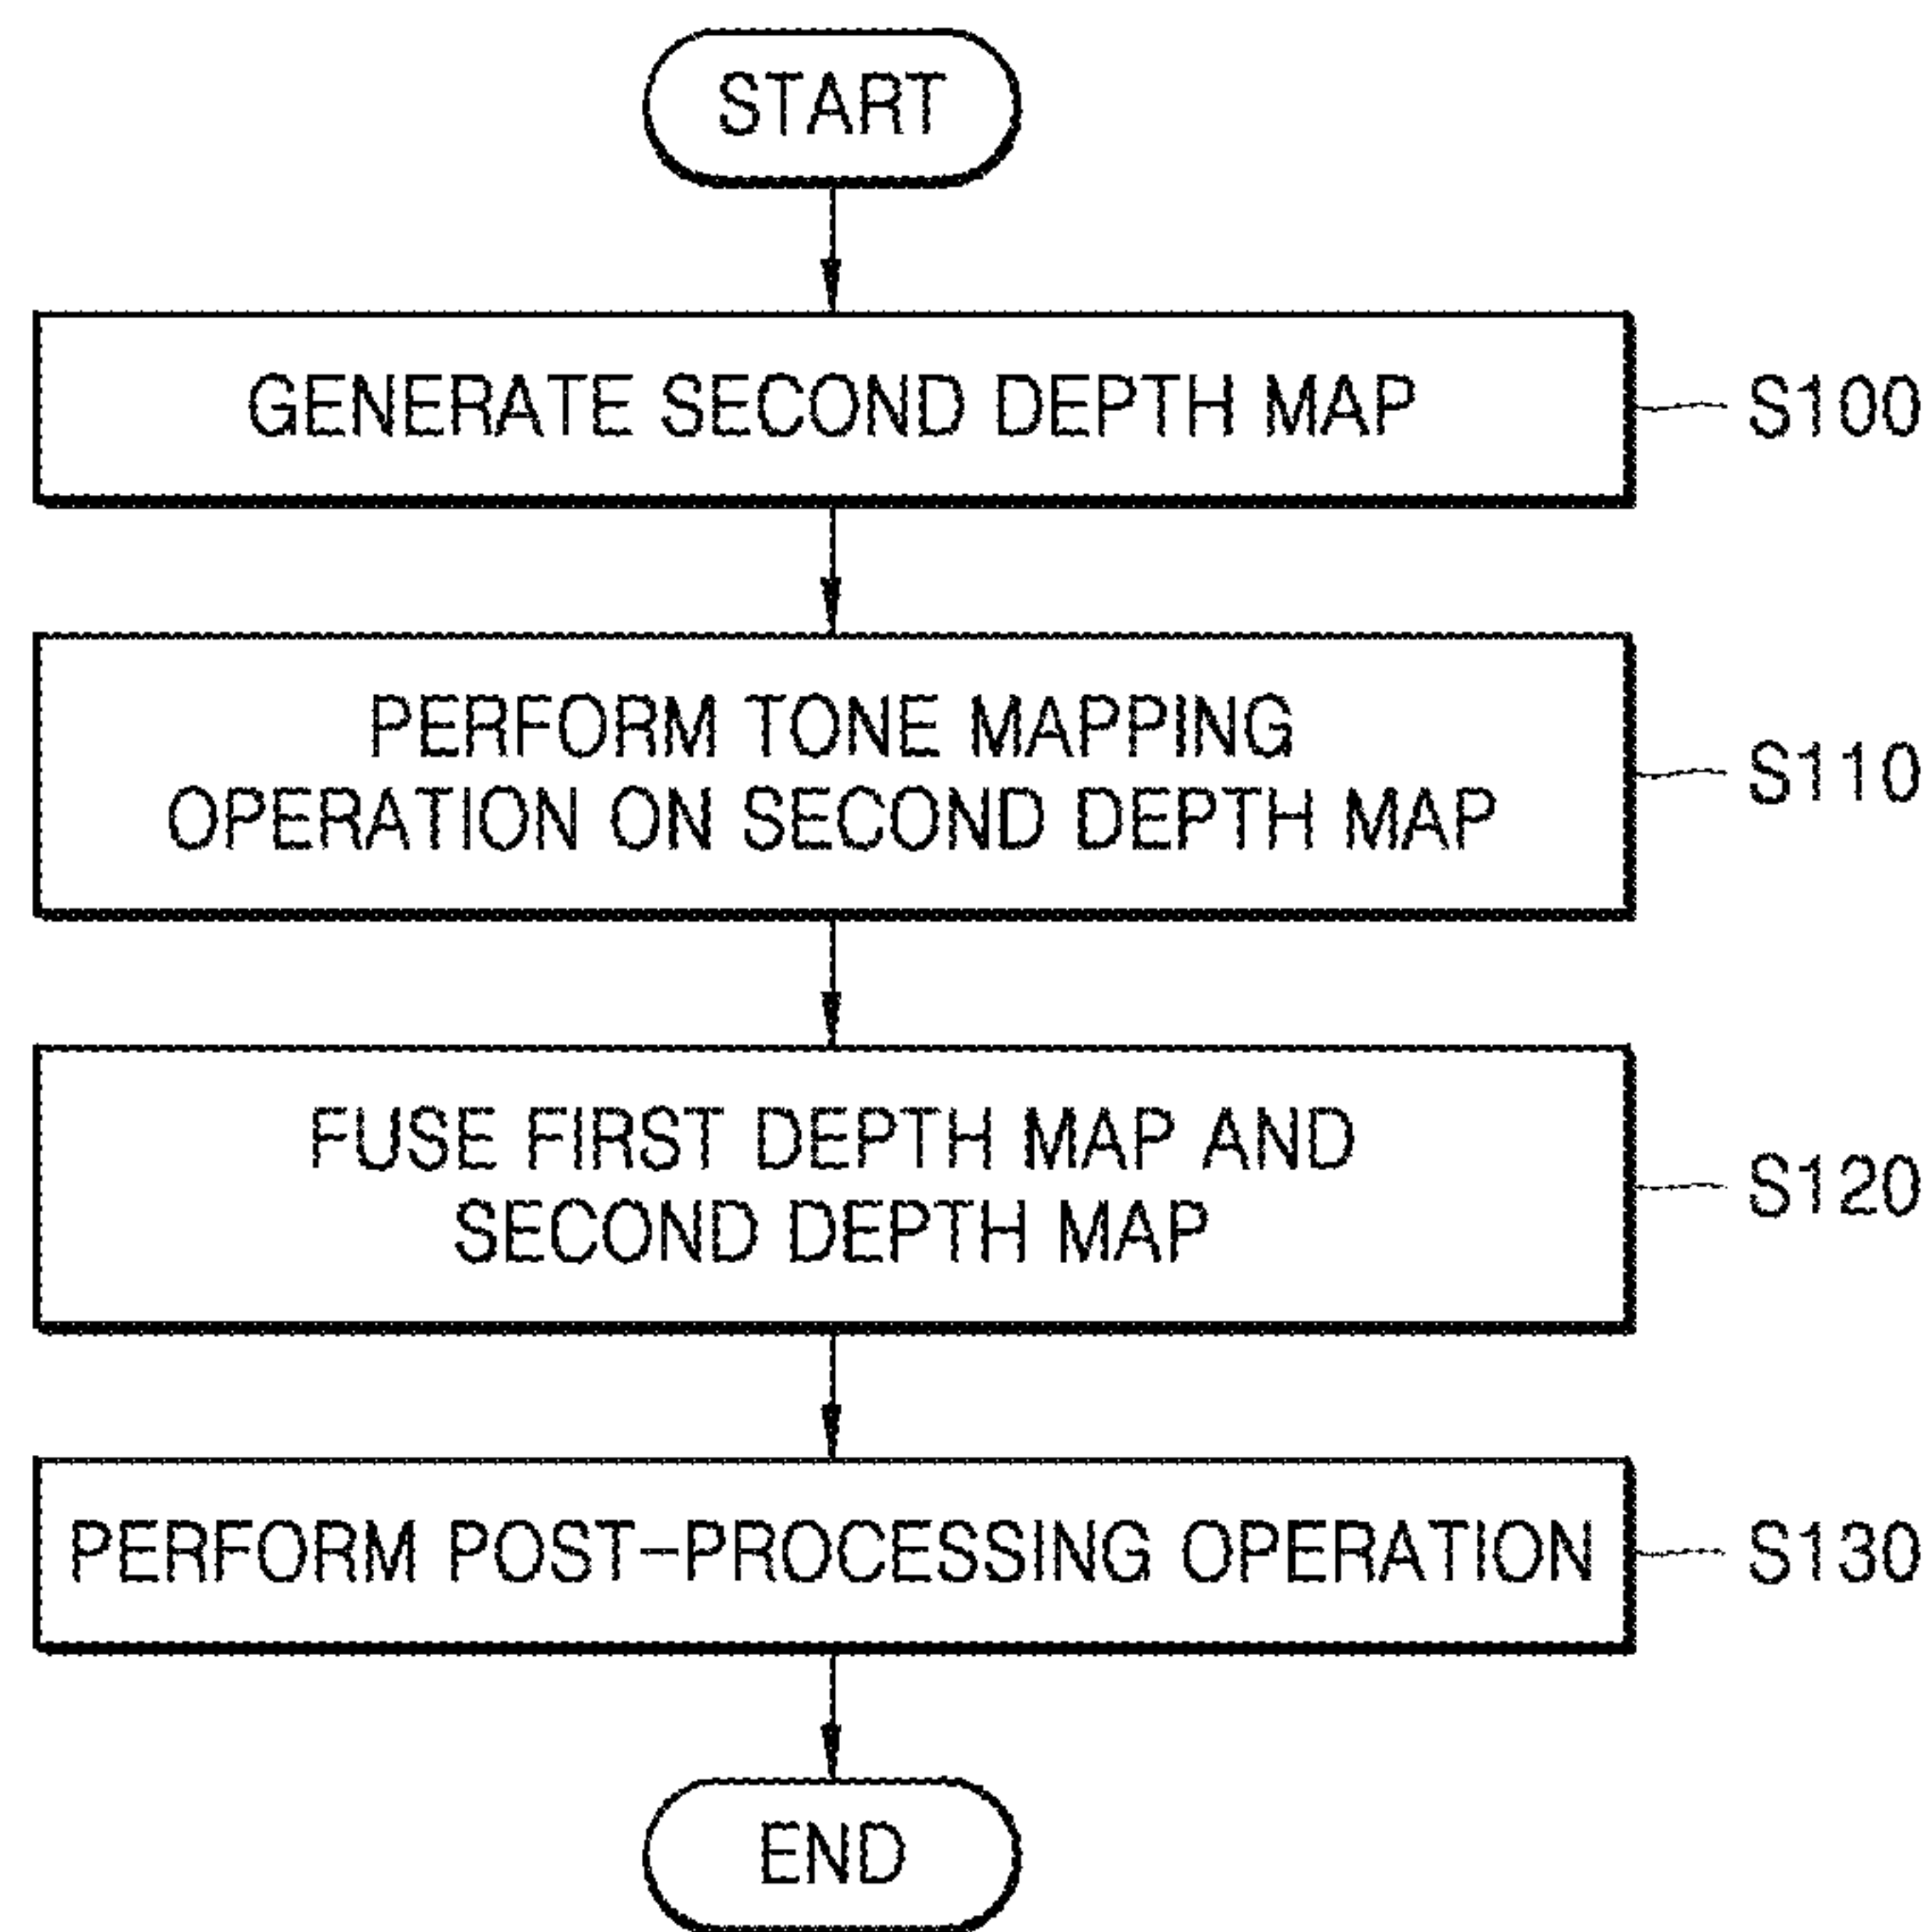 START
GENERATE SECOND DEPTH MAP
S100
PERFORM TONE MAPPING
OPERATION ON SECOND DEPTH MAP
S110
FUSE FIRST DEPTH MAP AND
SECOND DEPTH MAP
S120
PERFORM POST-PROCESSING OPERATION
S130
END